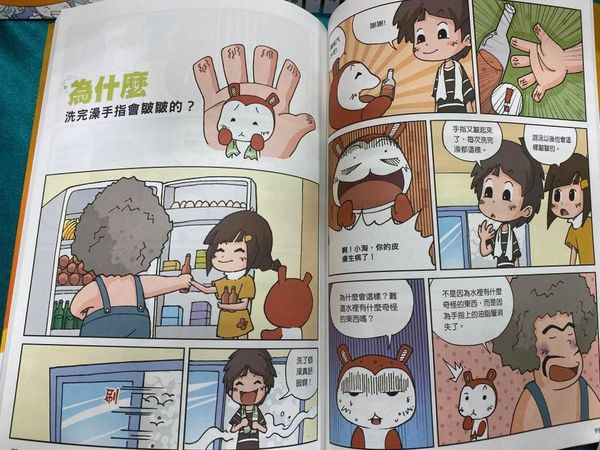 為什麼
洗完澡手指會皺皺的？
刷
洗了個
澡真舒
服啊！
謝謝！
啊！小淘，你的皮
膚生病了！
手指又皺起來
了，每次洗完
澡都這樣。
游泳以後也會這
樣皺皺的。
為什麼會這樣？難
道水裡有什麼奇怪
的東西嗎？
不是因為水裡有什麼
奇怪的東西，而是因
為手指上的油脂層消
失了。